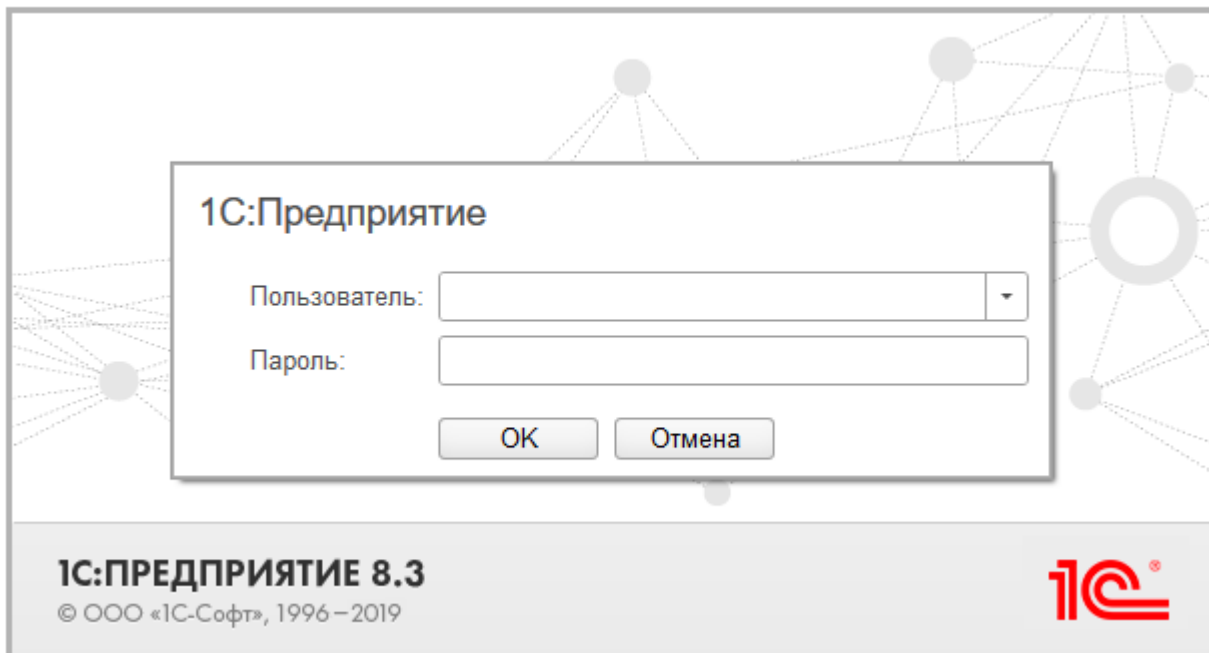 1С:Предприятие
Пользователь:
Пароль:
OK Отмена
1С:ПРЕДПРИЯТИЕ 8.3
© ООО «1С-Софт», 1996–2019
1С®